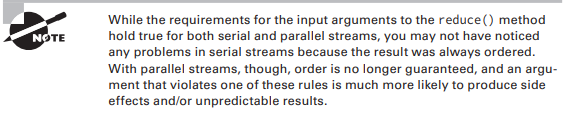 NOTE
While the requirements for the input arguments to the reduce() method
hold true for both serial and parallel streams, you may not have noticed
any problems in serial streams because the result was always ordered.
With parallel streams, though, order is no longer guaranteed, and an argu-
ment that violates one of these rules is much more likely to produce side
effects and/or unpredictable results.